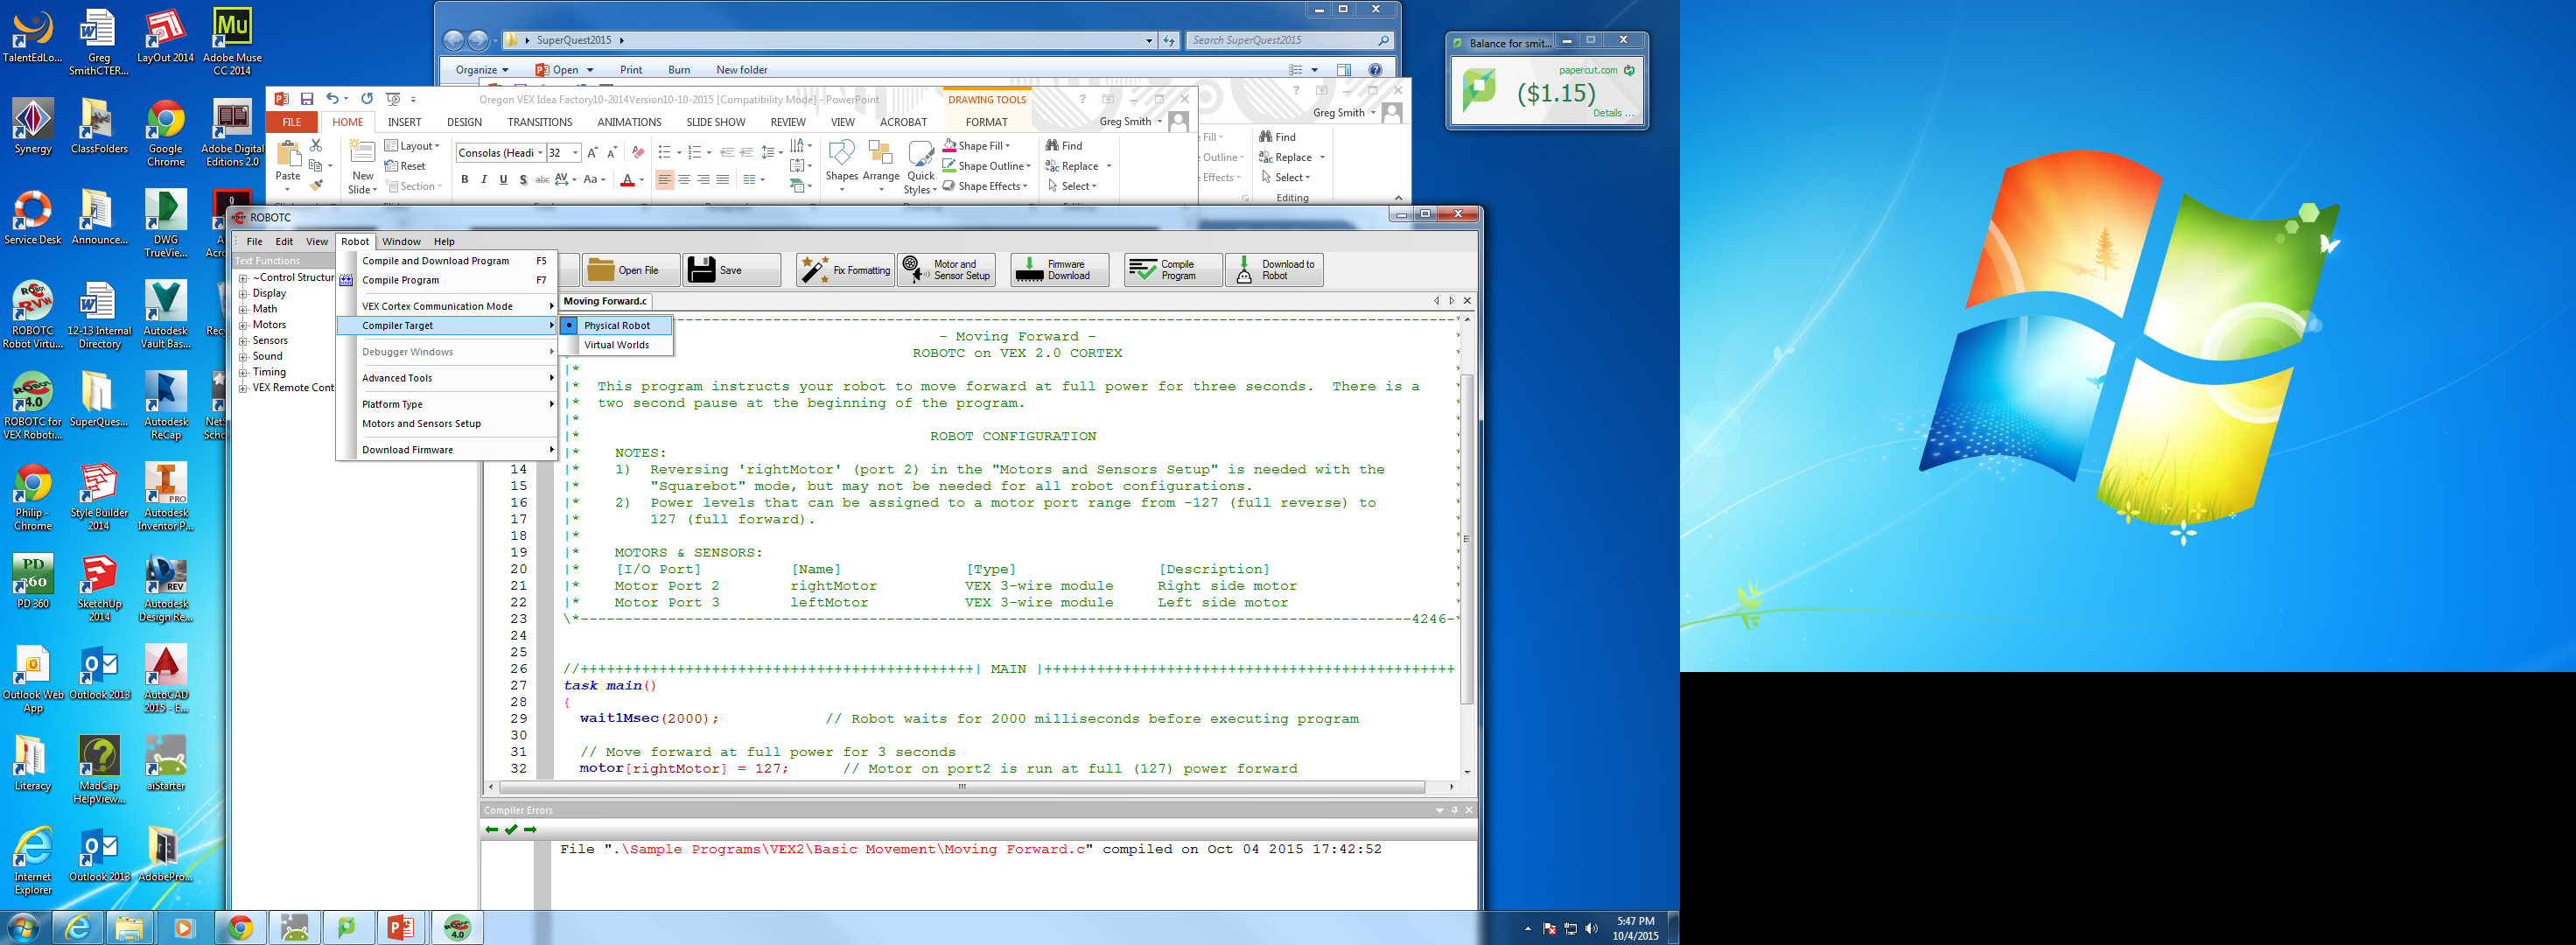 TalentEdLo...
Greg SmithCTER...
LayOut 2014
Adobe Muse CC 2014
Synergy
ClassFolders
Google Chrome
Adobe Digital Editions 2.0
Service Desk
Announce...
DWG TrueVie...
ROBOTC Robot Virtu...
12-13 Internal Directory
Autodesk Vault Bas...
ROBOTC for VEX Roboti...
SuperQues...
Autodesk ReCap
Philip - Chrome
Style Builder 2014
Autodesk Inventor P...
PD 360
SketchUp 2014
Autodesk Design Re...
Outlook Web App
Outlook 2013
AutoCAD 2015 - E...
Literacy
MadCap HelpView...
aiStarter
Internet Explorer
Outlook 2013
AdobePro...
SuperQuest2015
Search SuperQuest2015
Organize Open Print Burn New folder
Oregon VEX Idea Factory10-2014Version10-10-2015 [Compatibility Mode] - PowerPoint
DRAWING TOOLS
FILE HOME INSERT DESIGN TRANSITIONS ANIMATIONS SLIDE SHOW REVIEW VIEW ACROBAT FORMAT
Greg Smith
Greg Smith
Paste
New Slide
Layout
Reset
Section
Consolas (Headi 32
Shapes Arrange Quick Styles
Shape Fill
Shape Outline
Shape Effects
Find
Replace
Select
Fill
Outline
Effects
Find
Replace
Select
Editing
Balance for smit...
papercut.com
($1.15)
Details ...
ROBOTC
File Edit View Robot Window Help
Text Functions
~Control Structur
Display
Math
Motors
Sensors
Sound
Timing
VEX Remote Cont
Compile and Download Program F5
Compile Program F7
VEX Cortex Communication Mode
Compiler Target
Debugger Windows
Advanced Tools
Platform Type
Motors and Sensors Setup
Download Firmware
Physical Robot
Virtual Worlds
Open File
Save
Fix Formatting
Motor and Sensor Setup
Firmware Download
Compile Program
Download to Robot
Moving Forward.c
- Moving Forward -
ROBOTC on VEX 2.0 CORTEX
|*
|* This program instructs your robot to move forward at full power for three seconds. There is a
|* two second pause at the beginning of the program.
|*
|* ROBOT CONFIGURATION
|* NOTES:
14 |* 1) Reversing 'rightMotor' (port 2) in the "Motors and Sensors Setup" is needed with the
15 |* "Squarebot" mode, but may not be needed for all robot configurations.
16 |* 2) Power levels that can be assigned to a motor port range from -127 (full reverse) to
17 |* 127 (full forward).
18 |*
19 |* MOTORS & SENSORS:
20 |* [I/O Port] [Name] [Type] [Description]
21 |* Motor Port 2 rightMotor VEX 3-wire module Right side motor
22 |* Motor Port 3 leftMotor VEX 3-wire module Left side motor
23 \*-----------------------------------------------------------------------------------------------4246-*
24
25
26 //+++++++++++++++++++++++++++++++++++++++++++++| MAIN |+++++++++++++++++++++++++++++++++++++++++++++++
27 task main()
28 {
29 wait1Msec(2000); // Robot waits for 2000 milliseconds before executing program
30
31 // Move forward at full power for 3 seconds
32 motor[rightMotor] = 127; // Motor on port2 is run at full (127) power forward
Compiler Errors
File ".\Sample Programs\VEX2\Basic Movement\Moving Forward.c" compiled on Oct 04 2015 17:42:52
5:47 PM
10/4/2015